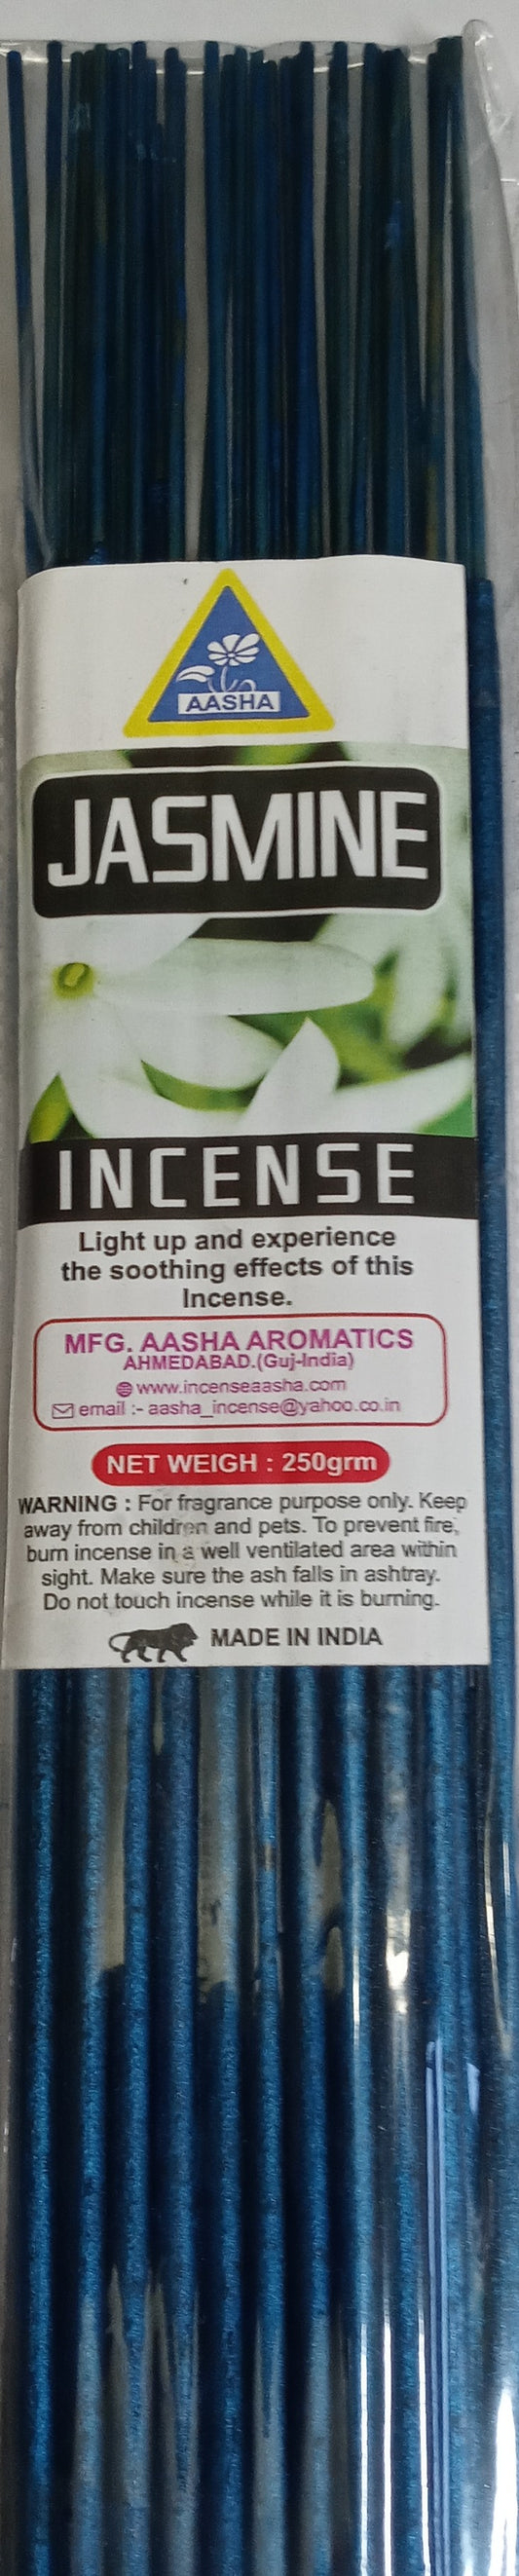 AASHA
JASMINE
INCENSE
Light up and experience
the soothing effects of this
Incense.
MFG. AASHA AROMATICS
AHMEDABAD.(Guj-India)
www.incenseaasha.com
email :- aasha_incense@yahoo.co.in
NET WEIGH : 250grm
WARNING : For fragrance purpose only. Keep
away from children and pets. To prevent fire,
burn incense in a well ventilated area within
sight. Make sure the ash falls in ashtray.
Do not touch incense while it is burning.
MADE IN INDIA